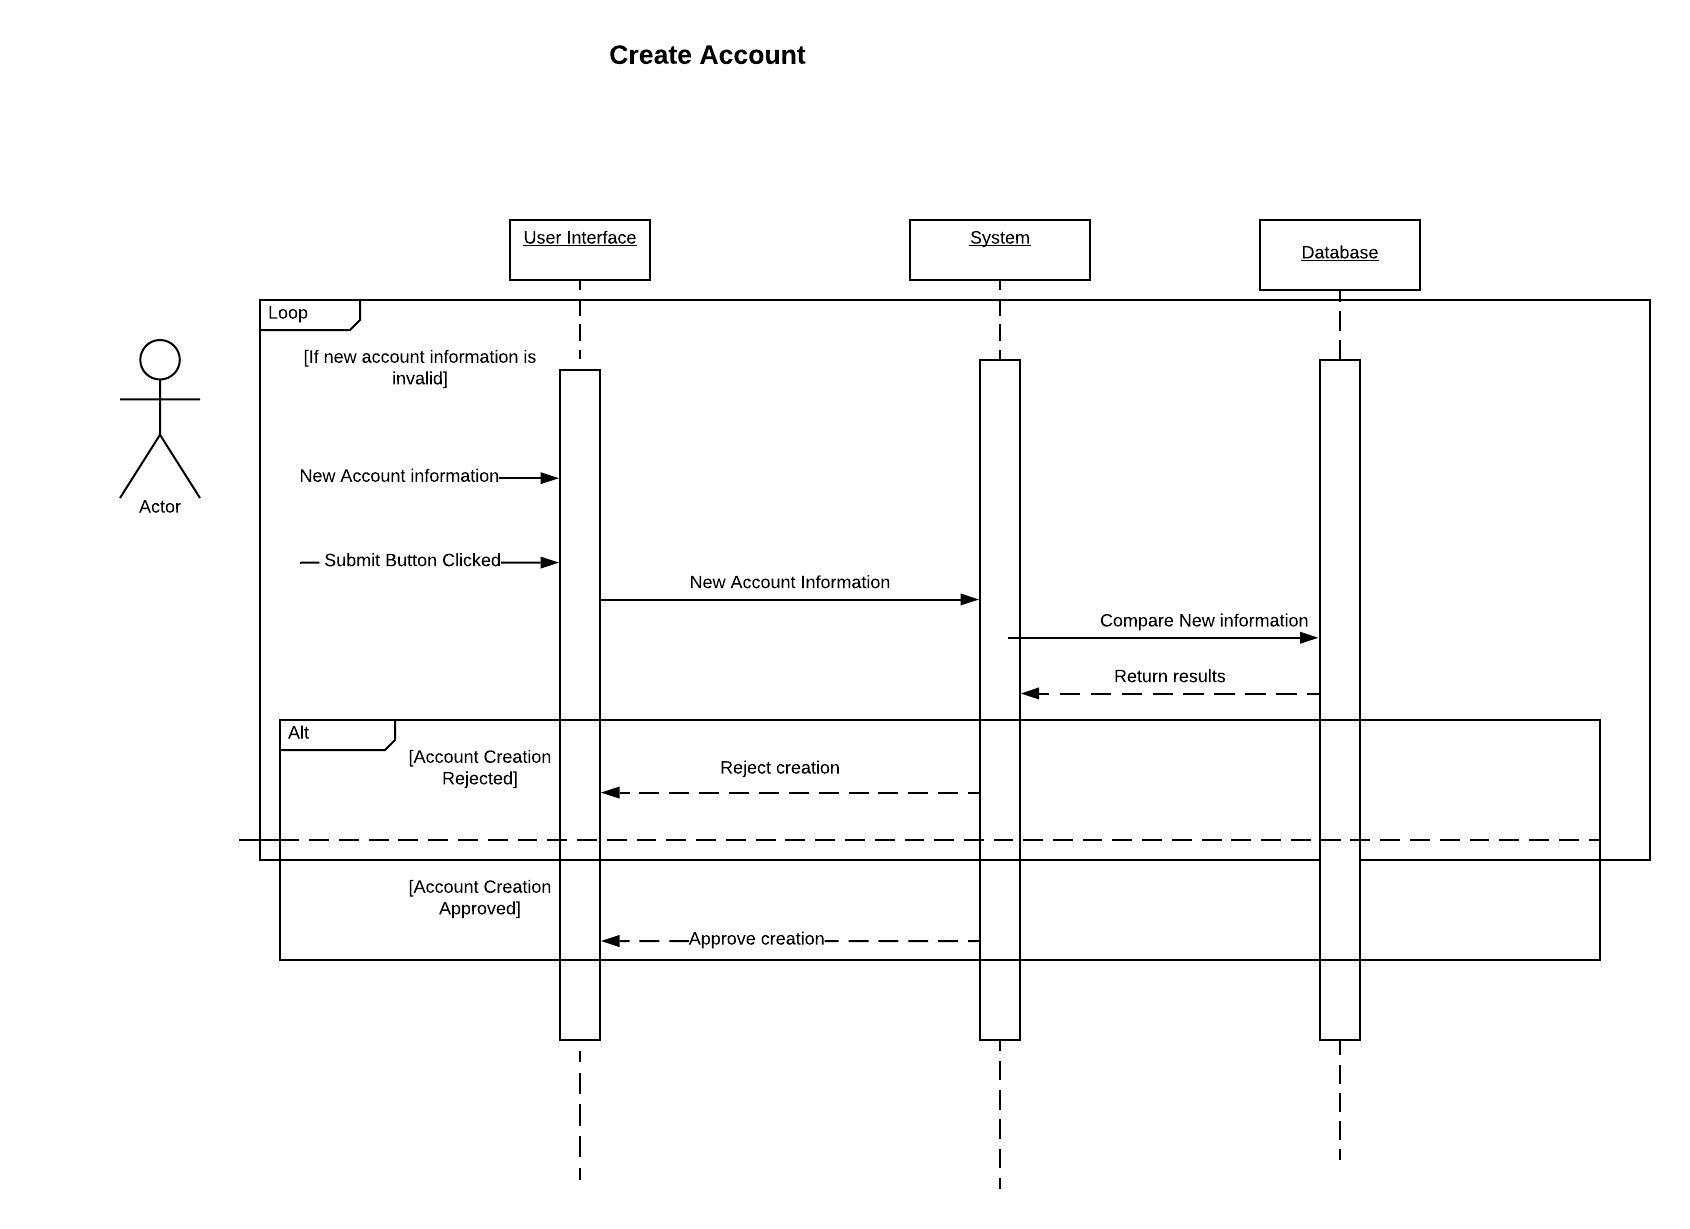 Create Account
User Interface
System
Database
Loop
[If new account information is
invalid]
Actor
New Account information
Submit Button Clicked
New Account Information
Compare New information
Return results
Alt
[Account Creation
Rejected]
Reject creation
[Account Creation
Approved]
Approve creation